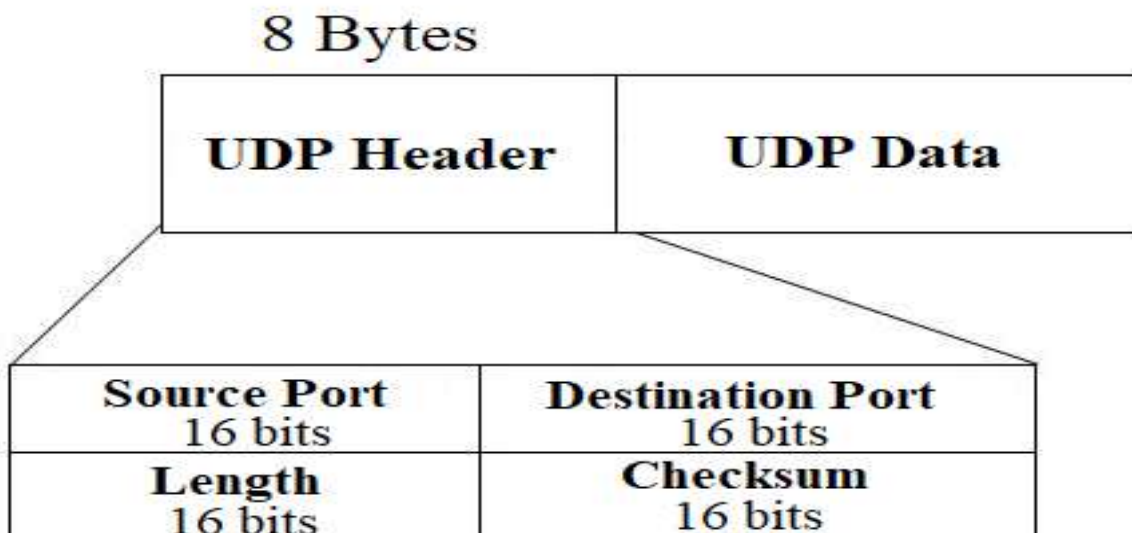 8 Bytes
UDP Header
UDP Data
Source Port
16 bits
Destination Port
16 bits
Length
16 bits
Checksum
16 bits